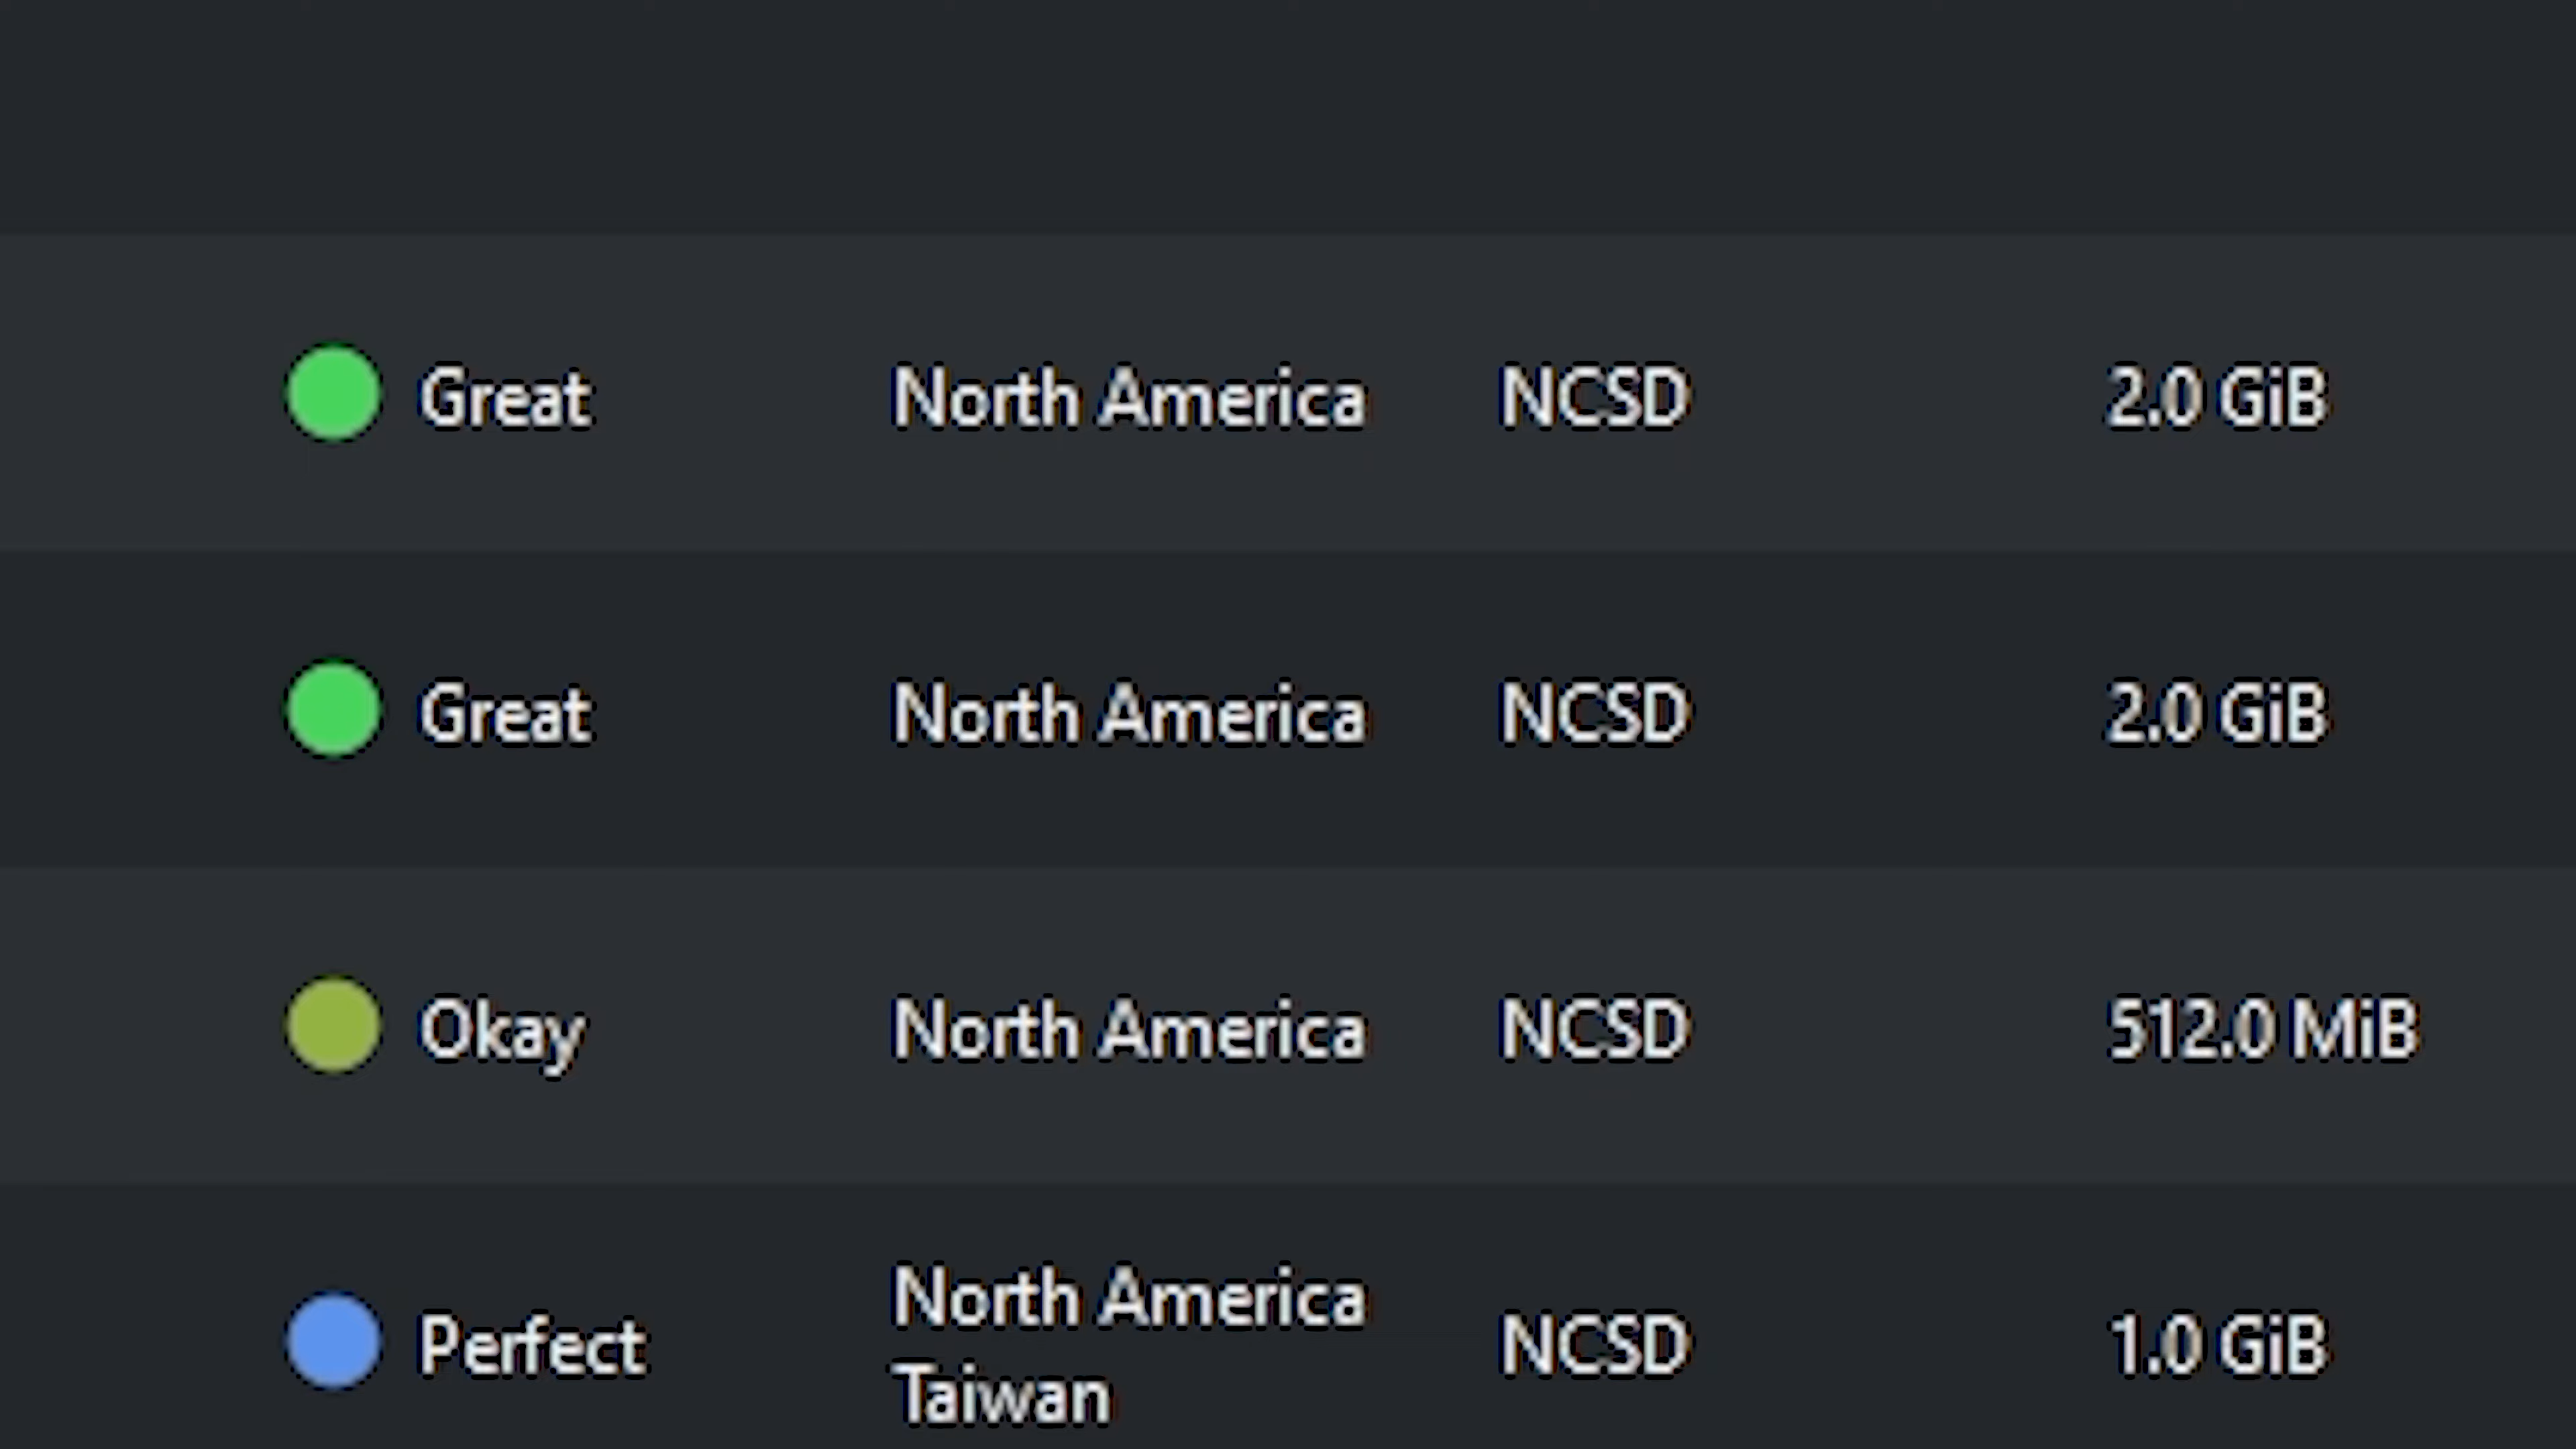 Great North America NCSD 2.0 GiB
Great North America NCSD 2.0 GiB
Okay North America NCSD 512.0 MiB
Perfect North America NCSD 1.0 GiB
Taiwan